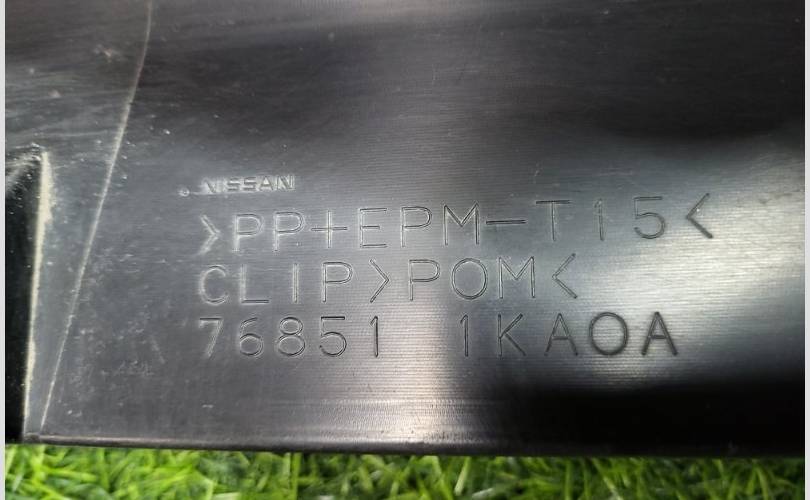 NISSAN
>PP+EPM-T15<
CLIP>POM<
76851 1KA0A